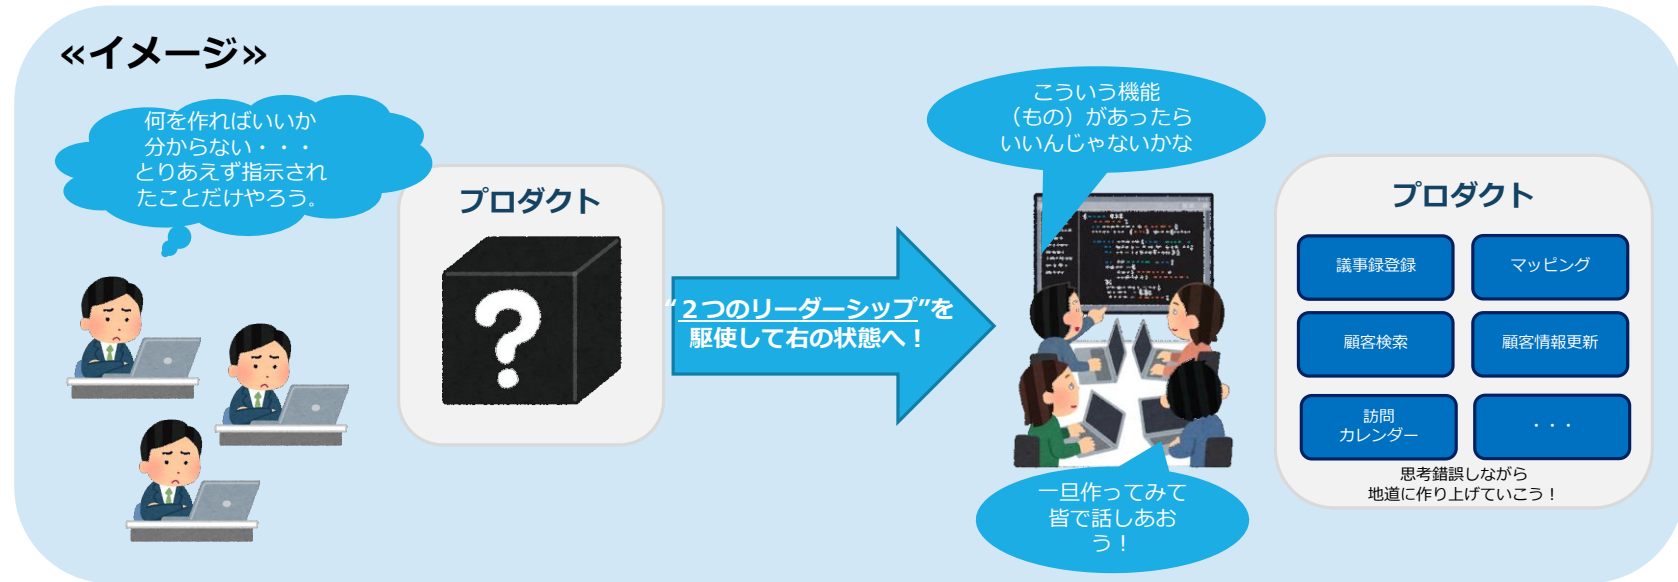 «イメージ»
何を作ればいいか
分からない・・・
とりあえず指示され
たことだけやろう。
プロダクト
?
“２つのリーダーシップ”を
駆使して右の状態へ！
こういう機能
（もの）があったら
いいんじゃないかな
一旦作ってみて
皆で話しあお
う！
プロダクト
議事録登録
マッピング
顧客検索
顧客情報更新
訪問
カレンダー
・・・
思考錯誤しながら
地道に作り上げていこう！